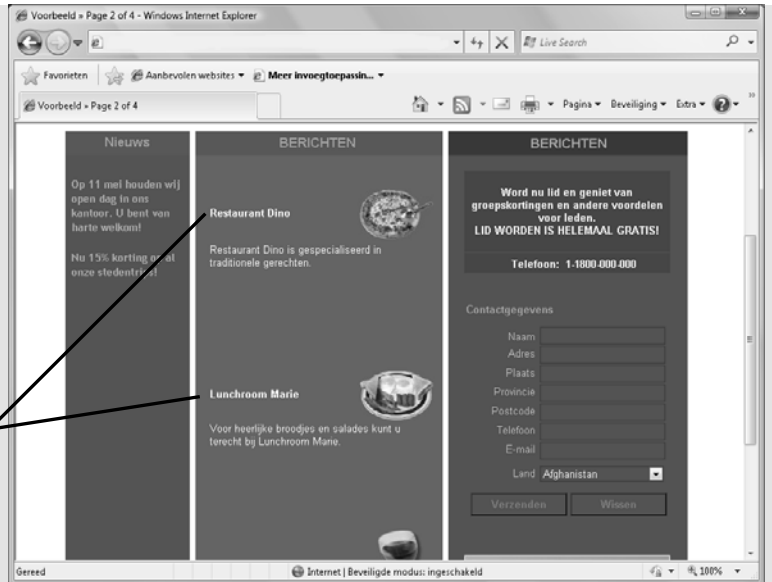 Voorbeeld » Page 2 of 4 - Windows Internet Explorer
Live Search
Favorieten
Aanbevolen websites
Meer invoegtoepassin...
Voorbeeld » Page 2 of 4
Pagina
Beveiliging
Extra
Nieuws
Op 11 mei houden wij
open dag in ons
kantoor. U bent van
harte welkom!
Nu 15% korting op al
onze stedentrips!
BERICHTEN
Restaurant Dino
Restaurant Dino is gespecialiseerd in
traditionele gerechten.
Lunchroom Marie
Voor heerlijke broodjes en salades kunt u
terecht bij Lunchroom Marie.
BERICHTEN
Word nu lid en geniet van
groepskortingen en andere voordelen
voor leden.
LID WORDEN IS HELEMAAL GRATIS!
Telefoon: 1-1800-000-000
Contactgegevens
Naam
Adres
Plaats
Provincie
Postcode
Telefoon
E-mail
Land Afghanistan
Verzenden Wissen
Gereed
Internet | Beveiligde modus: ingeschakeld
100%